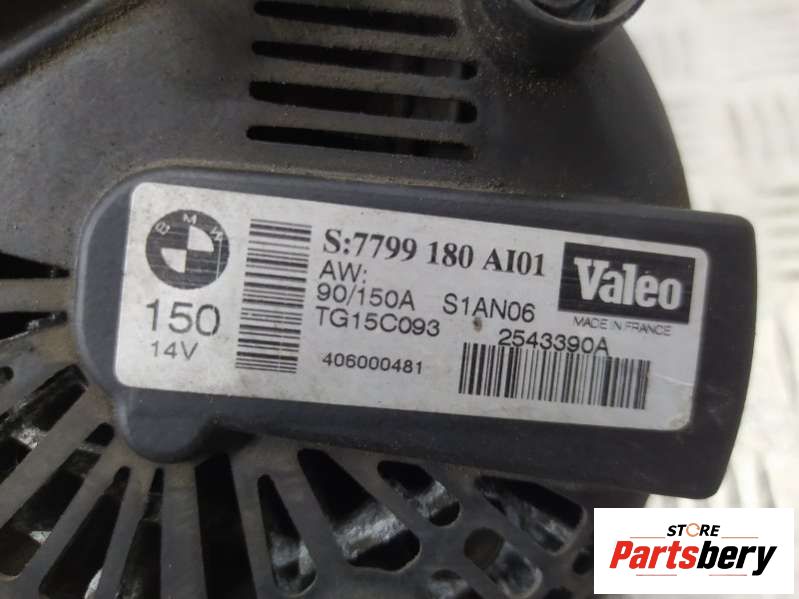 BMW
150
14V
S:7799 180 AI01
AW:
90/150A S1AN06
TG15C093
406000481
Valeo
MADE IN FRANCE
2543390A
STORE
Partsbery